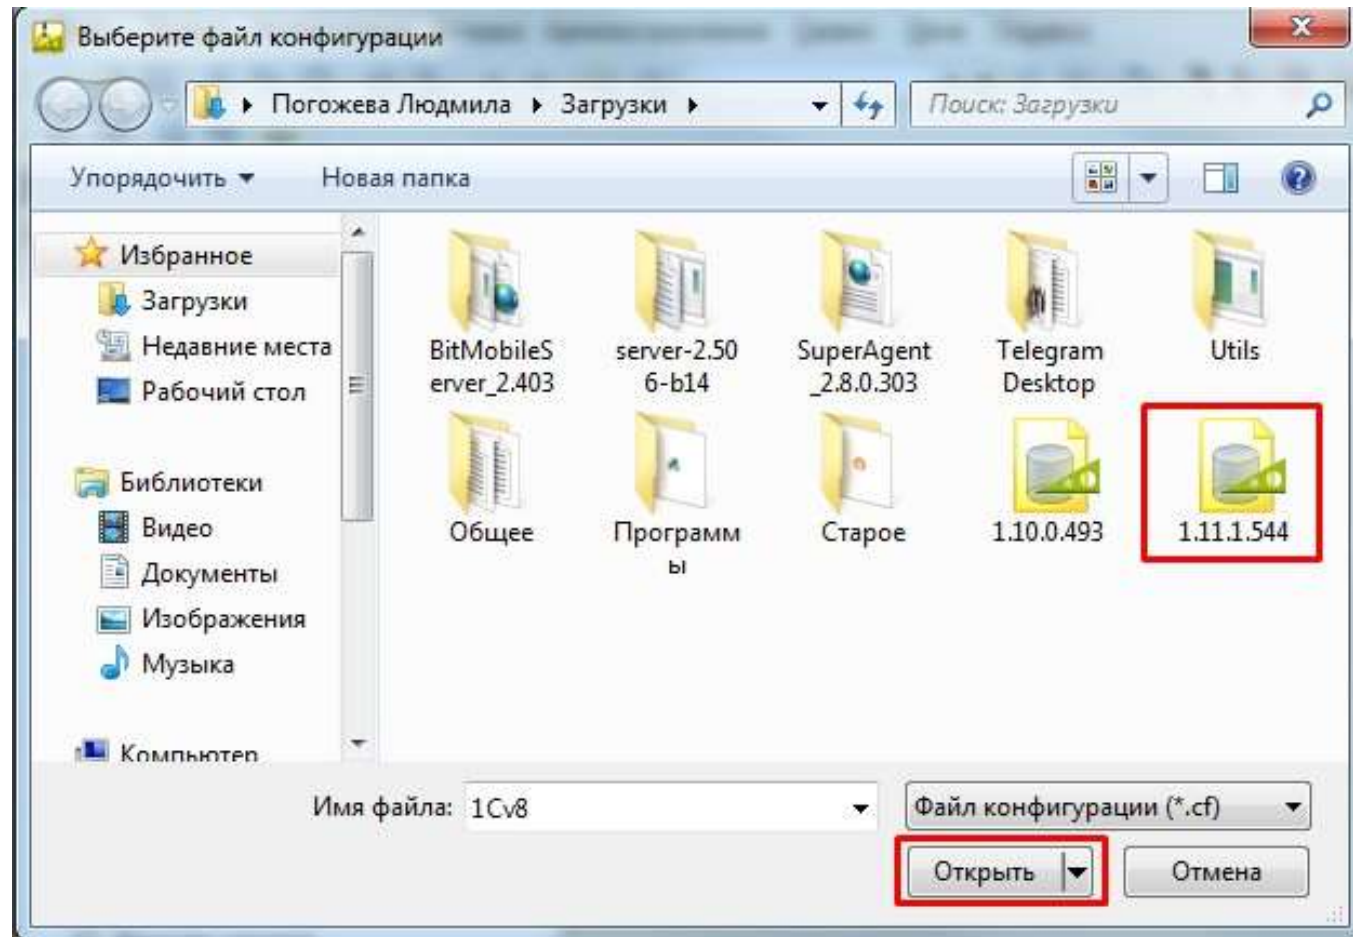 Выберите файл конфигурации
Погожева Людмила Загрузки
Поиск: Загрузки
Упорядочить
Новая папка
Избранное
Загрузки
Недавние места
Рабочий стол
Библиотеки
Видео
Документы
Изображения
Музыка
Компьютер
BitMobileS
erver_2.403
server-2.50
6-b14
SuperAgent
_2.8.0.303
Telegram
Desktop
Utils
Общее
Программ
ы
Старое
1.10.0.493
1.11.1.544
Имя файла: 1Cv8
Файл конфигурации (*.cf)
Открыть
Отмена